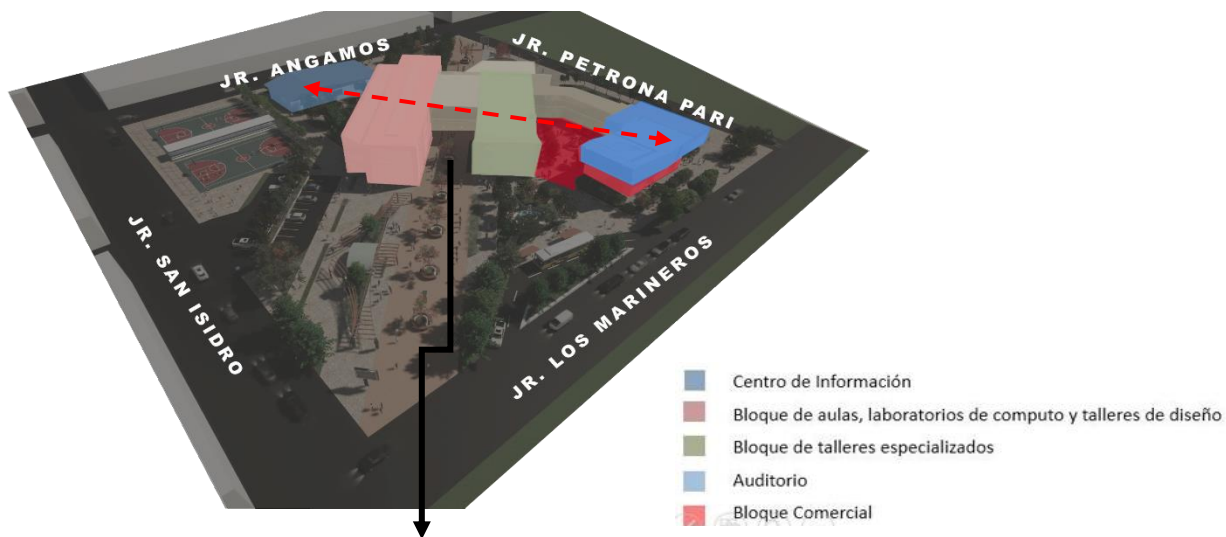 JR. ANGAMOS
JR. PETRONA PARI
JR. SAN ISIDRO
JR. LOS MARINEROS
Centro de Información
Bloque de aulas, laboratorios de computo y talleres de diseño
Bloque de talleres especializados
Auditorio
Bloque Comercial